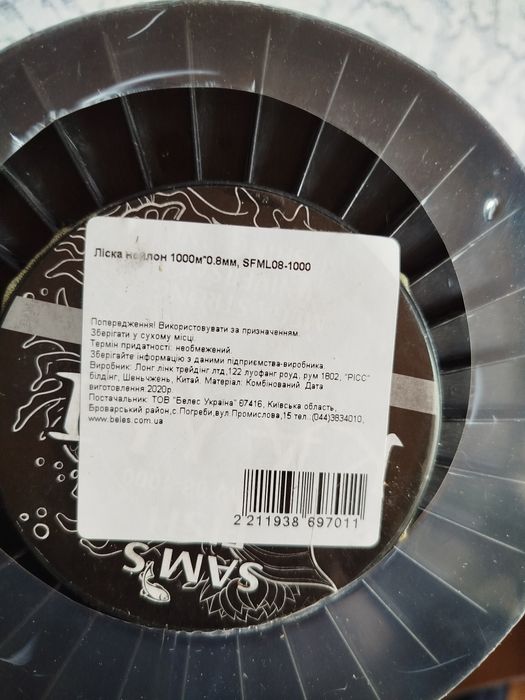 Ліска нейлон 1000м*0.8мм, SFML08-1000
Попередження! Використовувати за призначенням.
Зберігати у сухому місці.
Термін придатності: необмежений.
Зберігайте інформацію з даними підприємства-виробника
Виробник: Лонг лінк трейдінг лтд,122 луофанг роуд, рум 1802, "РІСС"
білдінг, Шеньчжень, Китай. Матеріал: Комбінований. Дата
виготовлення:2020р.
Постачальник: ТОВ "Белес Україна" 67416, Київська область,
Броварський район,с.Погреби,вул.Промислова,15 тел. (044)3834010,
www.beles.com.ua
2 211938 697011
SAM'S